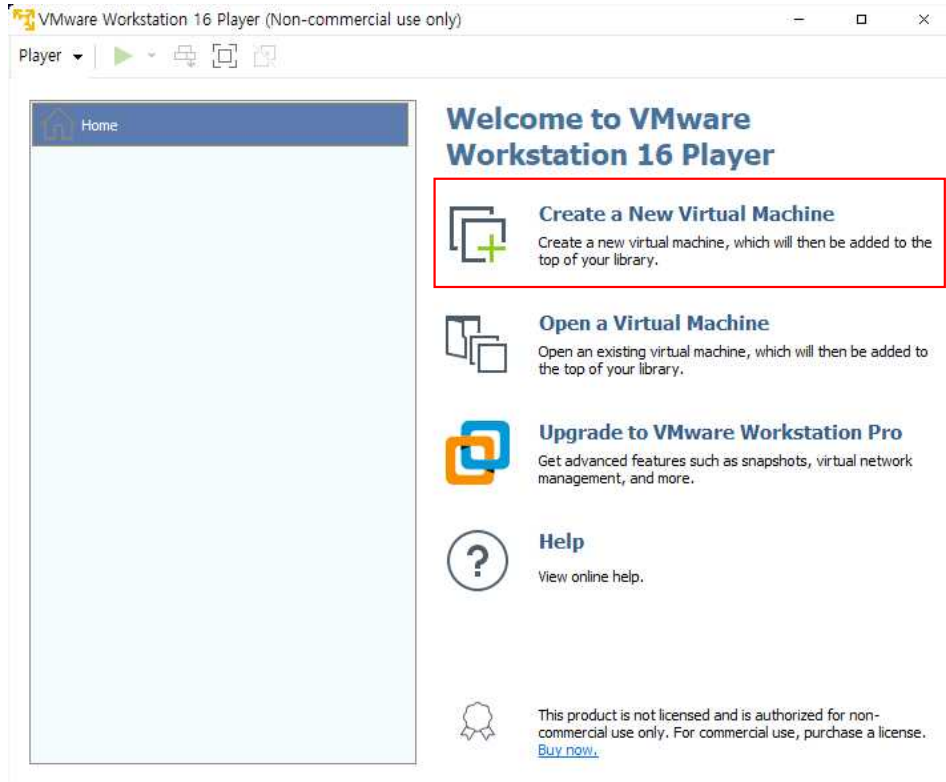 VMware Workstation 16 Player (Non-commercial use only)
Player
Home
Welcome to VMware
Workstation 16 Player
Create a New Virtual Machine
Create a new virtual machine, which will then be added to the
top of your library.
Open a Virtual Machine
Open an existing virtual machine, which will then be added to
the top of your library.
Upgrade to VMware Workstation Pro
Get advanced features such as snapshots, virtual network
management, and more.
Help
View online help.
This product is not licensed and is authorized for non-
commercial use only. For commercial use, purchase a license.
Buy now.